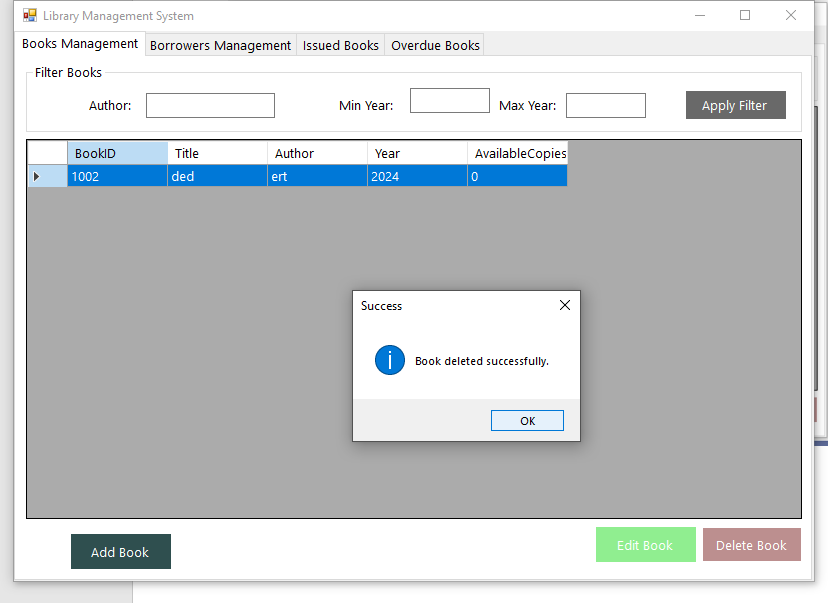 Library Management System
Books Management Borrowers Management Issued Books Overdue Books
Filter Books
Author: Min Year: Max Year: Apply Filter
BookID Title Author Year AvailableCopies
1002 ded ert 2024 0
Success
Book deleted successfully.
OK
Add Book Edit Book Delete Book